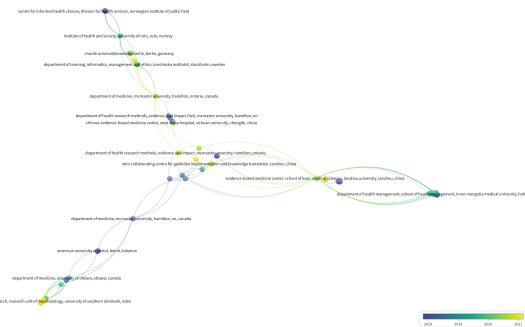 centre for informed health choices, division for health services, norwegian institute of public heal
institute of health and society, university of oslo, oslo, norway
charité universitätsmedizin berlin, berlin, germany
department of learning, informatics, management and ethics, karolinska institutet, stockholm, sweden
department of medicine, mcmaster university, hamilton, ontario, canada
department of health research methods, evidence and impact (hei), mcmaster university, hamilton, on
chinese evidence-based medicine center, west china hospital, sichuan university, chengdu, china
department of health research methods, evidence and impact, mcmaster university, hamilton, ontario,
who collaborating centre for guideline implementation and knowledge translation, lanzhou, china
evidence-based medicine center, school of basic medical sciences, lanzhou university, lanzhou, china
department of health management, school of health management, inner mongolia medical university, hoh
department of medicine, mcmaster university, hamilton, on, canada
american university of beirut, beirut, lebanon
department of medicine, university of ottawa, ottawa, canada
arch, research unit of rheumatology, university of southern denmark, oden
2018 2019 2020 2021